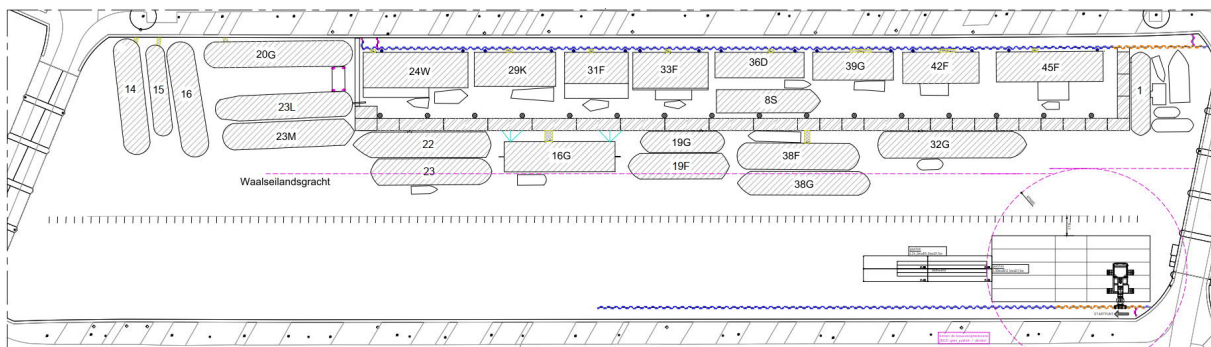 20G
24W
29K
31F
33F
36D
39G
42F
45F
14
15
16
1
23L
8S
23M
22
16G
19G
38F
32G
23
19F
38G
Waalseilandsgracht
STARTPUNT